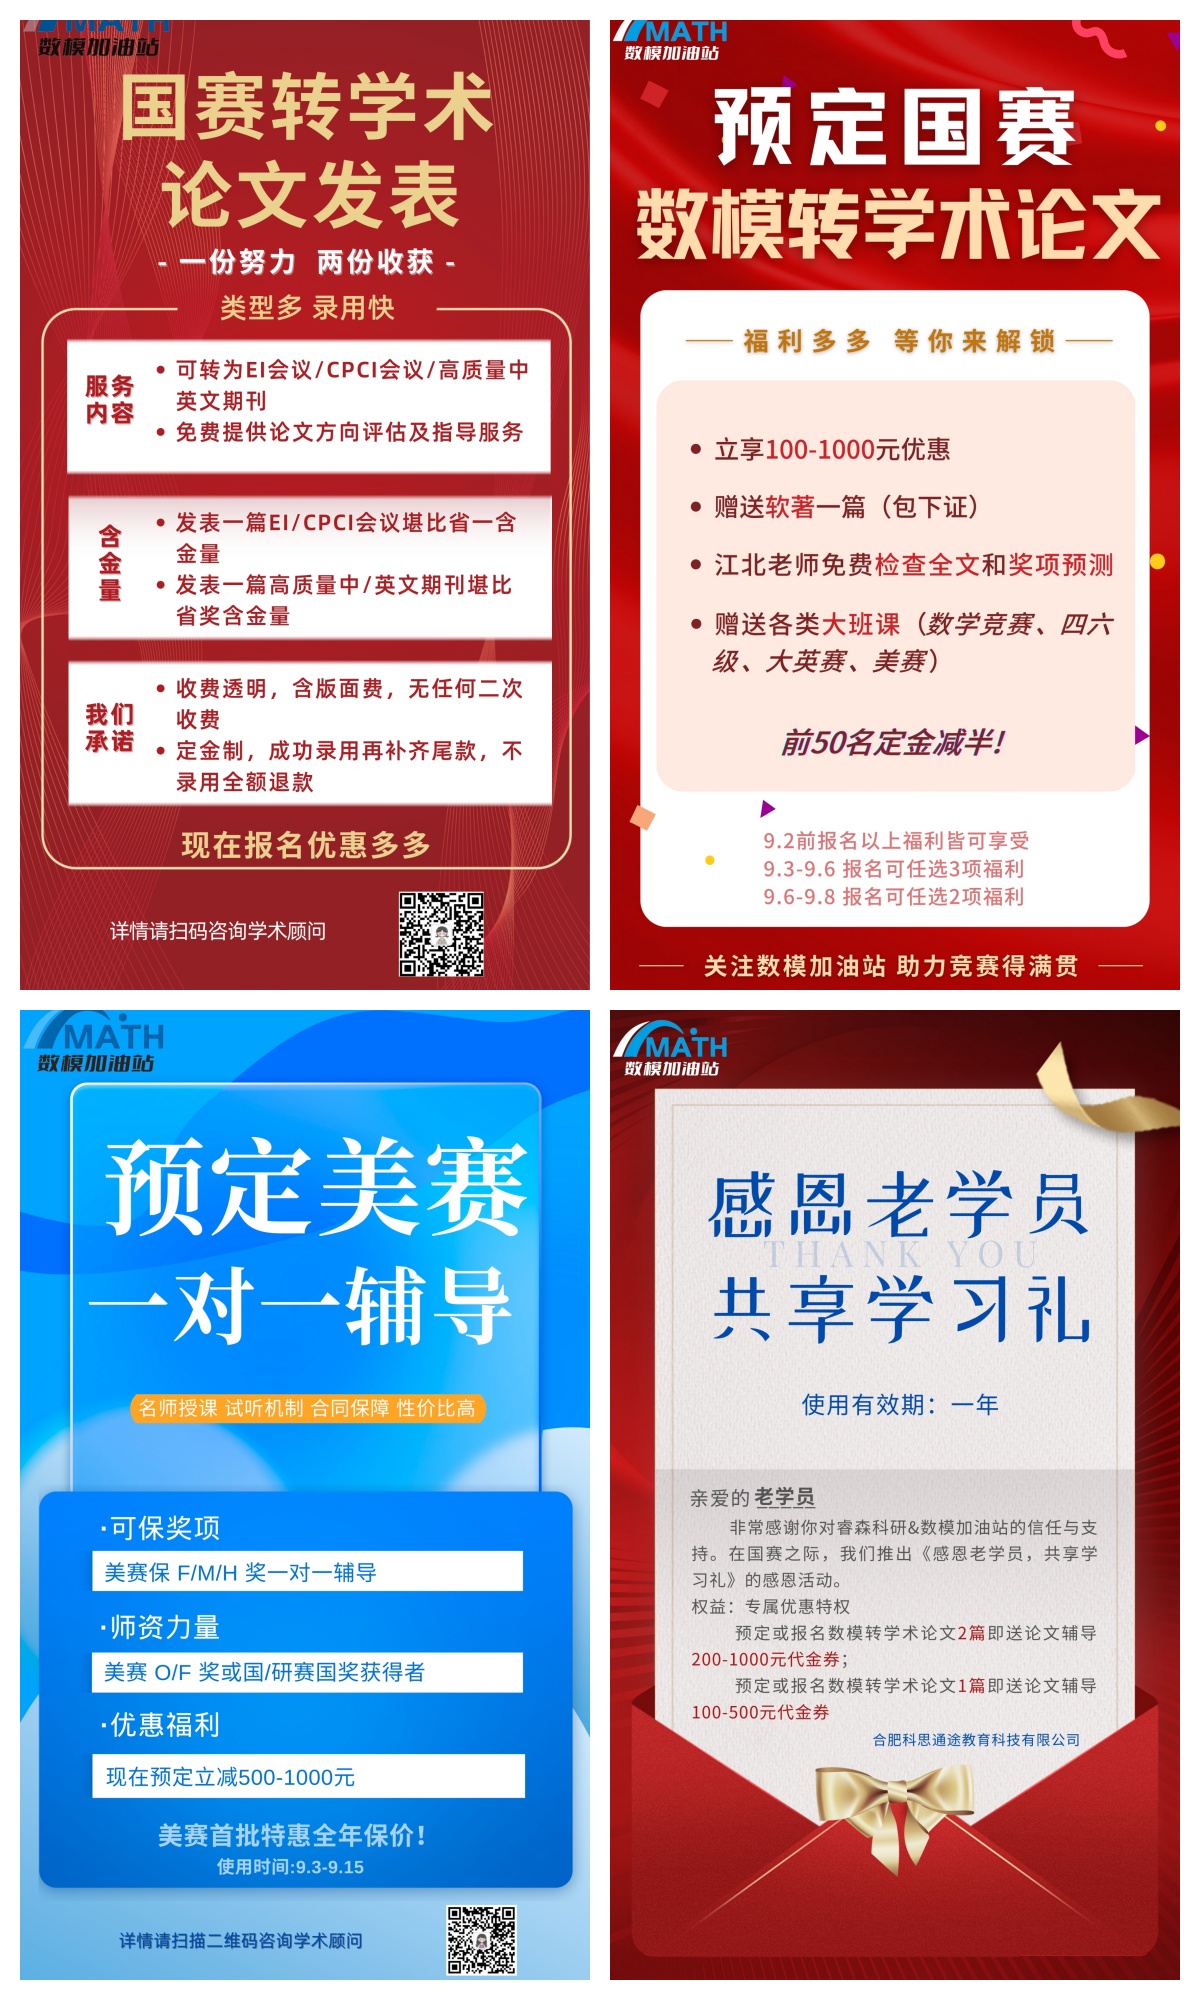 MATH
数模加油站
国赛转学术
论文发表
- 一份努力 两份收获 -
类型多 录用快
服务
内容
• 可转为EI会议/CPCI会议/高质量中
英文期刊
• 免费提供论文方向评估及指导服务
含
金
量
• 发表一篇EI/CPCI会议堪比省一含
金量
• 发表一篇高质量中/英文期刊堪比
省奖含金量
我们
承诺
• 收费透明，含版面费，无任何二次
收费
• 定金制，成功录用再补齐尾款，不
录用全额退款
现在报名优惠多多
详情请扫码咨询学术顾问
MATH
数模加油站
预定国赛
数模转学术论文
福利多多 等你来解锁
• 立享100-1000元优惠
• 赠送软著一篇（包下证）
• 江北老师免费检查全文和奖项预测
• 赠送各类大班课（数学竞赛、四六
级、大英赛、美赛）
前50名定金减半！
9.2前报名以上福利皆可享受
9.3-9.6 报名可任选3项福利
9.6-9.8 报名可任选2项福利
关注数模加油站 助力竞赛得满贯
MATH
数模加油站
预定美赛
一对一辅导
名师授课 试听机制 合同保障 性价比高
·可保奖项
美赛保 F/M/H 奖一对一辅导
·师资力量
美赛 O/F 奖或国/研赛国奖获得者
·优惠福利
现在预定立减500-1000元
美赛首批特惠全年保价！
使用时间:9.3-9.15
详情请扫描二维码咨询学术顾问
MATH
数模加油站
感恩老学员
THANK YOU
共享学习礼
使用有效期：一年
亲爱的 老学员
非常感谢你对睿森科研&数模加油站的信任与支
持。在国赛之际，我们推出《感恩老学员，共享学
习礼》的感恩活动。
权益：专属优惠特权
预定或报名数模转学术论文2篇即送论文辅导
200-1000元代金券；
预定或报名数模转学术论文1篇即送论文辅导
100-500元代金券
合肥科思通途教育科技有限公司